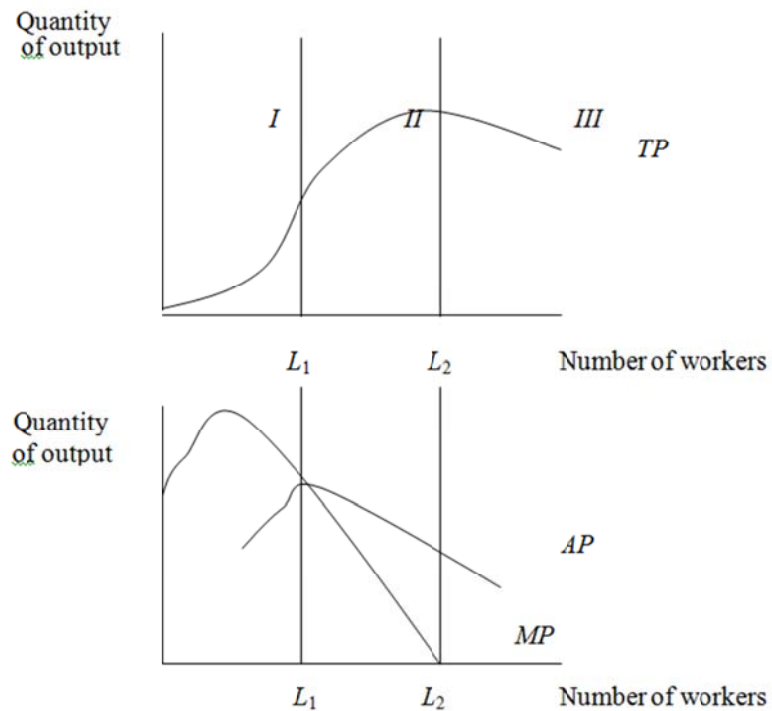 Quantity
of output
I II III
TP
L₁ L₂ Number of workers
Quantity
of output
AP
MP
L₁ L₂ Number of workers